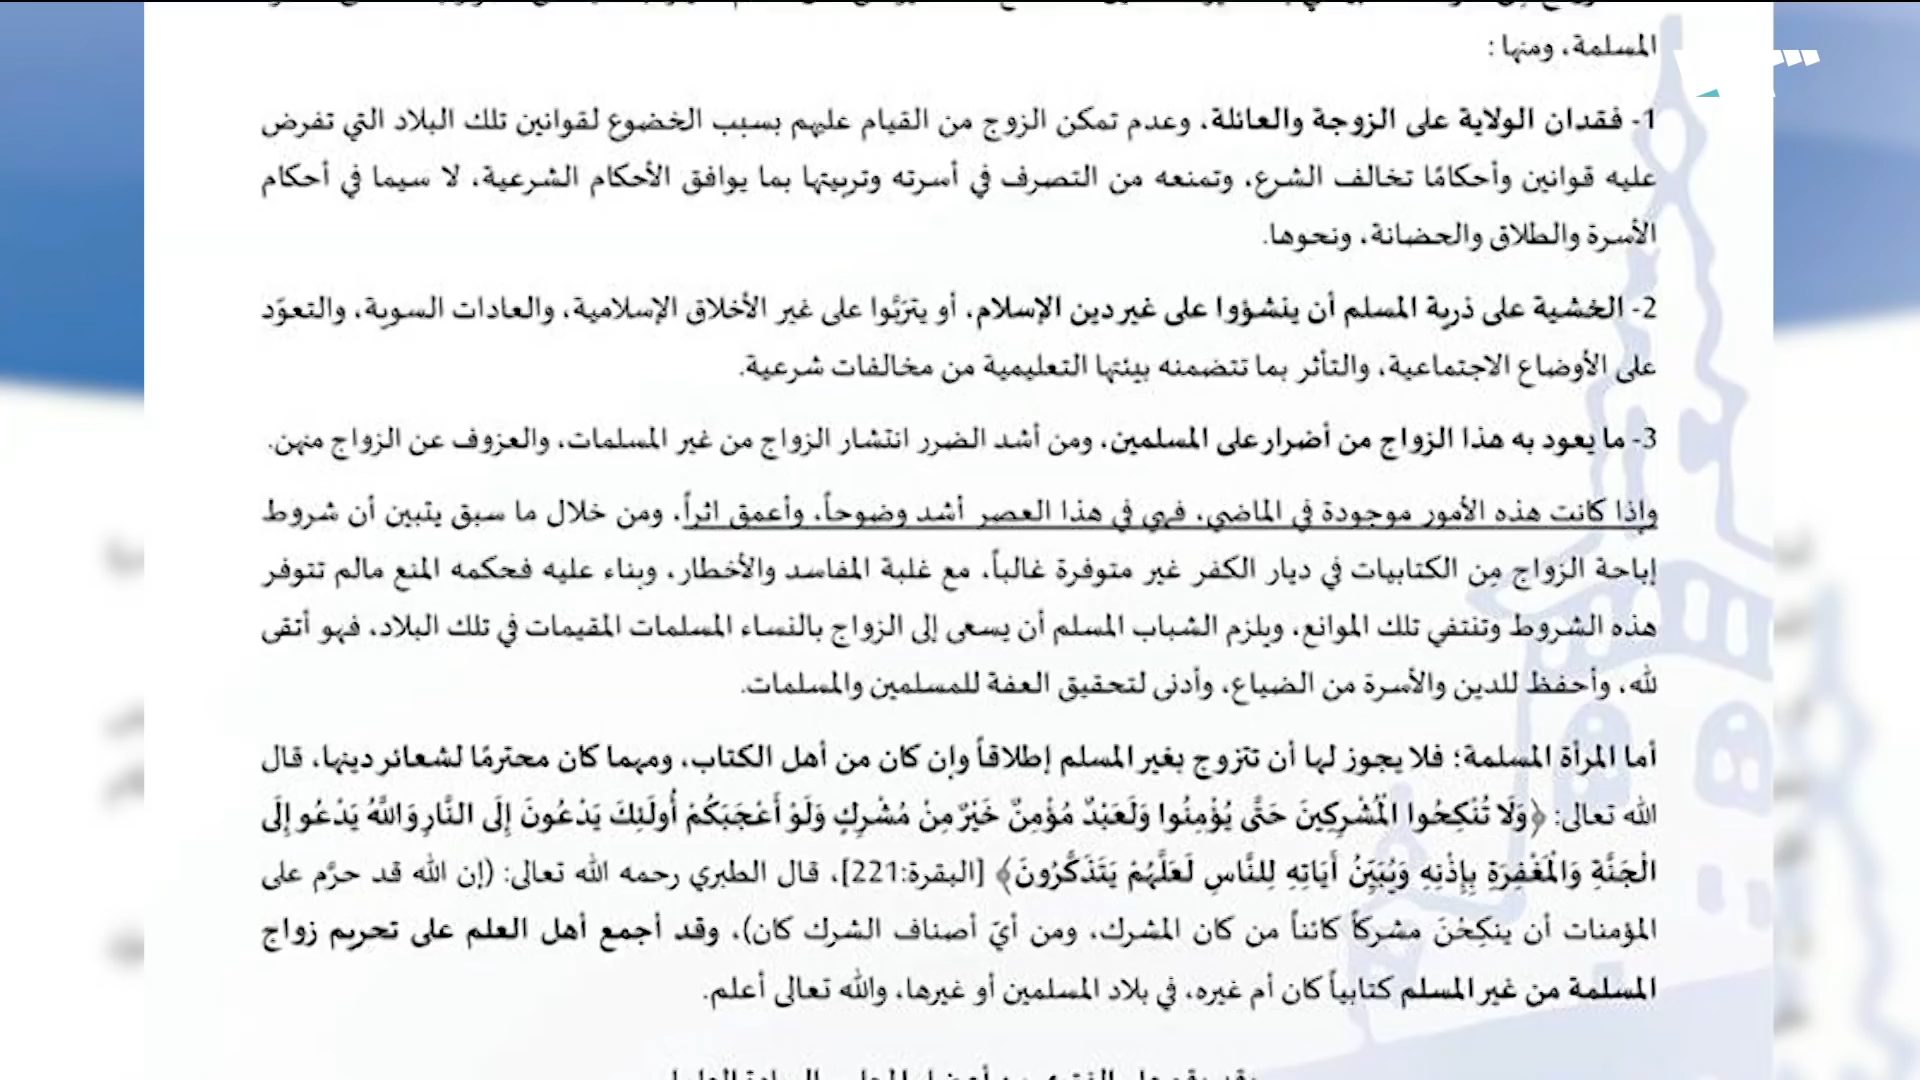 المسلمة، ومنها :
1- فقدان الولاية على الزوجة والعائلة، وعدم تمكن الزوج من القيام عليهم بسبب الخضوع لقوانين تلك البلاد التي تفرض
عليه قوانين وأحكامًا تخالف الشرع، وتمنعه من التصرف في أسرته وتربيتها بما يوافق الأحكام الشرعية، لا سيما في أحكام
الأسرة والطلاق والحضانة، ونحوها.
2- الخشية على ذرية المسلم أن ينشؤوا على غير دين الإسلام، أو يتربَّوا على غير الأخلاق الإسلامية، والعادات السوية، والتعوّد
على الأوضاع الاجتماعية، والتأثر بما تتضمنه بيئتها التعليمية من مخالفات شرعية.
3- ما يعود به هذا الزواج من أضرار على المسلمين، ومن أشد الضرر انتشار الزواج من غير المسلمات، والعزوف عن الزواج منهن.
وإذا كانت هذه الأمور موجودة في الماضي، فهي في هذا العصر أشد وضوحاً، وأعمق اثراً، ومن خلال ما سبق يتبين أن شروط
إباحة الزواج مِن الكتابيات في ديار الكفر غير متوفرة غالباً، مع غلبة المفاسد والأخطار، وبناء عليه فحكمه المنع مالم تتوفر
هذه الشروط وتنتفي تلك الموانع، ويلزم الشباب المسلم أن يسعى إلى الزواج بالنساء المسلمات المقيمات في تلك البلاد، فهو أتقى
لله، وأحفظ للدين والأسرة من الضياع، وأدنى لتحقيق العفة للمسلمين والمسلمات.
أما المرأة المسلمة؛ فلا يجوز لها أن تتزوج بغير المسلم إطلاقاً وإن كان من أهل الكتاب، ومهما كان محترمًا لشعائر دينها، قال
الله تعالى: ﴿وَلَا تُنْكِحُوا الْمُشْرِكِينَ حَتَّى يُؤْمِنُوا وَلَعَبْدٌ مُؤْمِنٌ خَيْرٌ مِنْ مُشْرِكٍ وَلَوْ أَعْجَبَكُمْ أُولَئِكَ يَدْعُونَ إِلَى النَّارِ وَاللَّهُ يَدْعُو إِلَى
الْجَنَّةِ وَالْمَغْفِرَةِ بِإِذْنِهِ وَيُبَيِّنُ أَيَاتِهِ لِلنَّاسِ لَعَلَّهُمْ يَتَذَكَّرُونَ﴾ [البقرة:221]، قال الطبري رحمه الله تعالى: (إن الله قد حرَّم على
المؤمنات أن ينكِحْنَ مشركاً كائناً من كان المشرك، ومن أيّ أصناف الشرك كان)، وقد أجمع أهل العلم على تحريم زواج
المسلمة من غير المسلم كتابياً كان أم غيره، في بلاد المسلمين أو غيرها، والله تعالى أعلم.